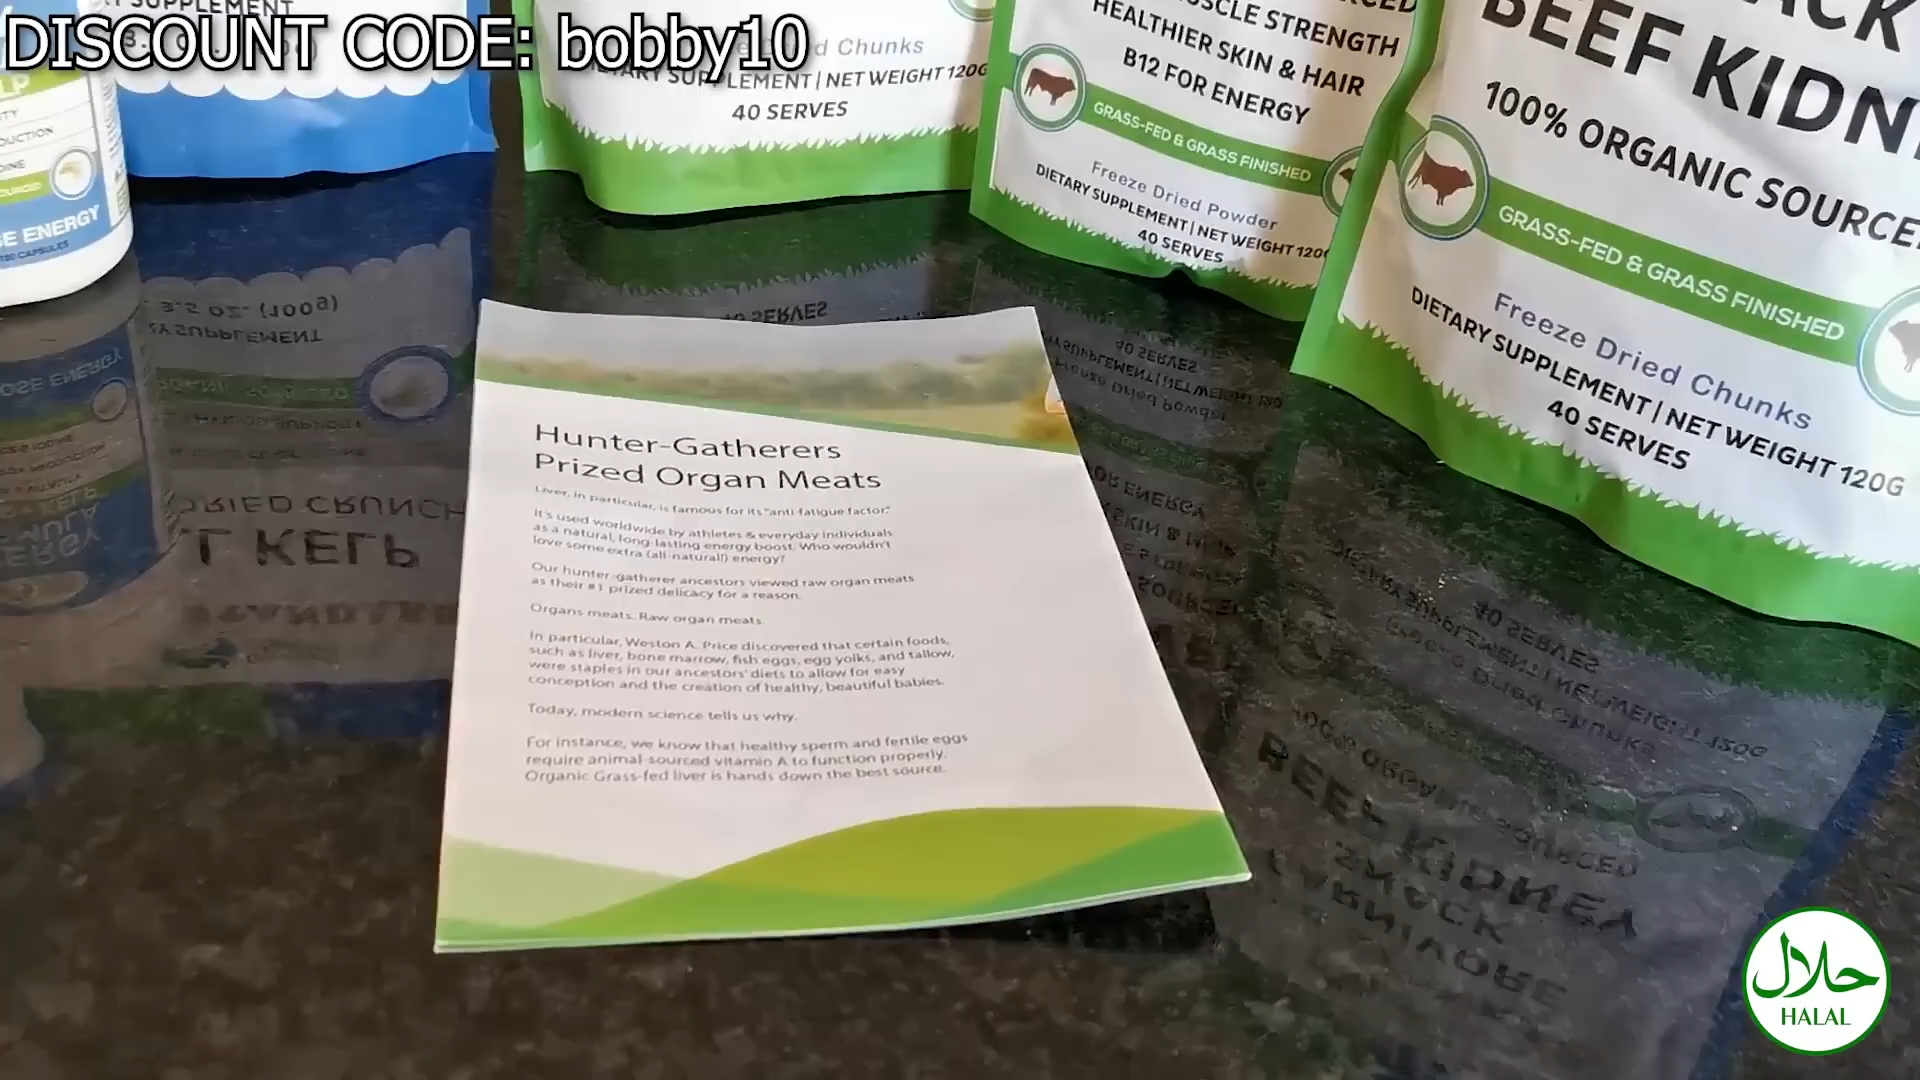 DISCOUNT CODE: bobby10
SUPPLEMENT
DUCTION
DINE
E ENERGY
Chunks
NET WEIGHT 120G
40 SERVES
SCLE STRENGTH
HEALTHIER SKIN & HAIR
B12 FOR ENERGY
GRASS-FED & GRASS FINISHED
Freeze Dried Powder
DIETARY SUPPLEMENT | NET WEIGHT 120G
40 SERVES
ACK
BEEF KIDN
100% ORGANIC SOURCE
GRASS-FED & GRASS FINISHED
Freeze Dried Chunks
DIETARY SUPPLEMENT | NET WEIGHT 120G
40 SERVES
Hunter-Gatherers
Prized Organ Meats
Liver, in particular, is famous for its "anti-fatigue factor."
It's used worldwide by athletes & everyday individuals
as a natural, long-lasting energy boost. Who wouldn't
love some extra (all-natural!) energy?
Our hunter-gatherer ancestors viewed raw organ meats
as their #1 prized delicacy for a reason.
Organs meats. Raw organ meats.
In particular, Weston A. Price discovered that certain foods,
such as liver, bone marrow, fish eggs, egg yolks, and tallow,
were staples in our ancestors' diets to allow for easy
conception and the creation of healthy, beautiful babies.
Today, modern science tells us why.
For instance, we know that healthy sperm and fertile eggs
require animal-sourced vitamin A to function properly.
Organic Grass-fed liver is hands down the best source.
حلال
HALAL